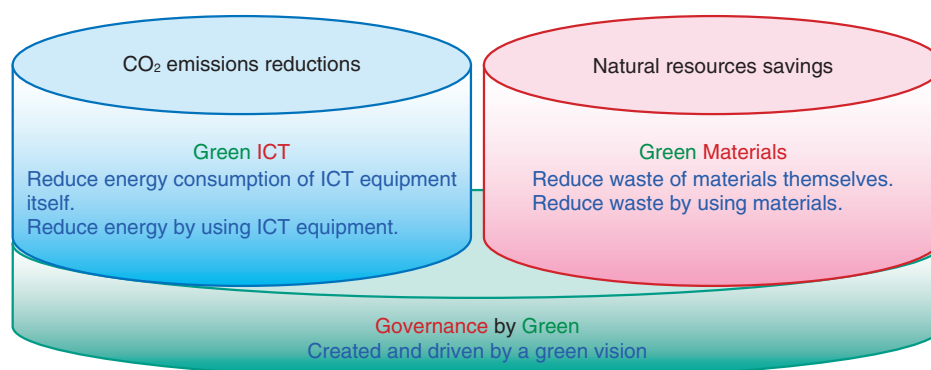 CO₂ emissions reductions
Natural resources savings
Green ICT
Reduce energy consumption of ICT equipment
itself.
Reduce energy by using ICT equipment.
Green Materials
Reduce waste of materials themselves.
Reduce waste by using materials.
Governance by Green
Created and driven by a green vision